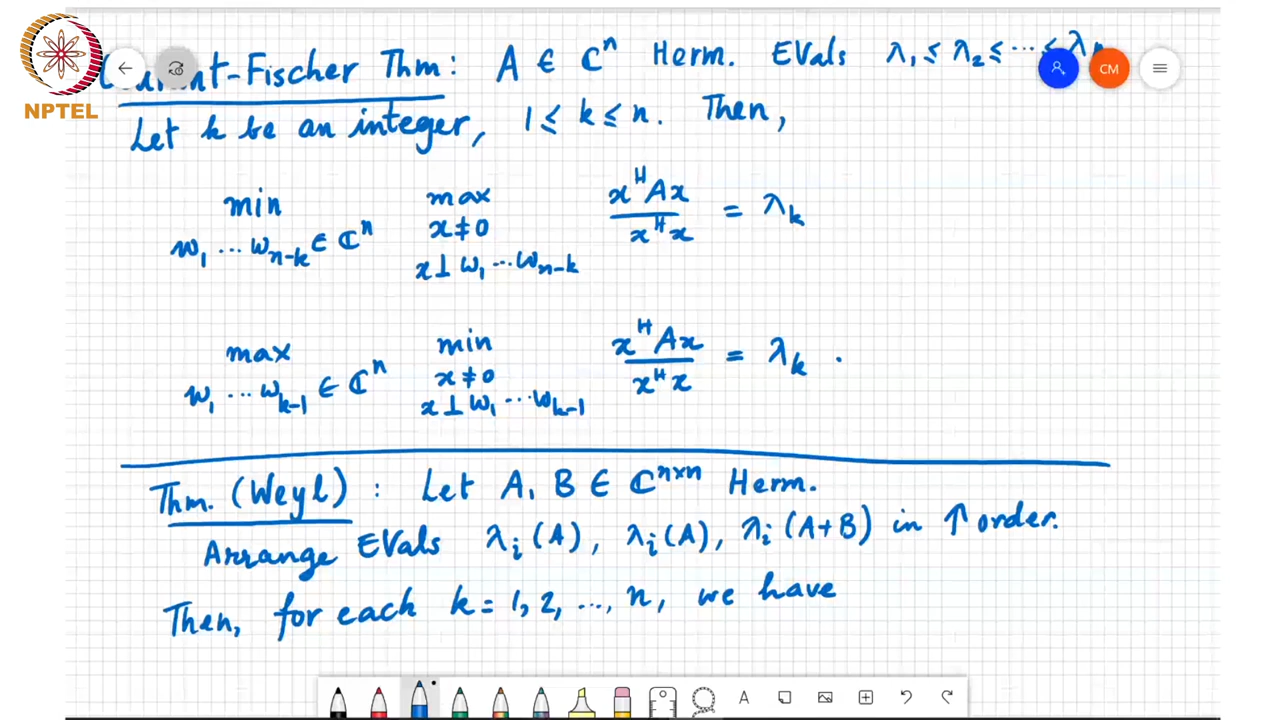 NPTEL
-Fischer Thm : A ∈ ℂⁿ Herm. EVals λ₁ ≤ λ₂ ≤ ... ≤ λ
CM
Let k be an integer, 1 ≤ k ≤ n. Then,
min max xᴴAx
w₁ ... wₙ₋ₖ ∈ ℂⁿ x ≠ 0 xᴴx = λₖ
x ⊥ w₁ ... wₙ₋ₖ
max min xᴴAx
w₁ ... wₖ₋₁ ∈ ℂⁿ x ≠ 0 xᴴx = λₖ .
x ⊥ w₁ ... wₖ₋₁
Thm. (Weyl) : Let A, B ∈ ℂⁿˣⁿ Herm.
Arrange EVals λᵢ(A), λᵢ(A), λᵢ(A+B) in ↑ order.
Then, for each k = 1, 2, ..., n, we have
A